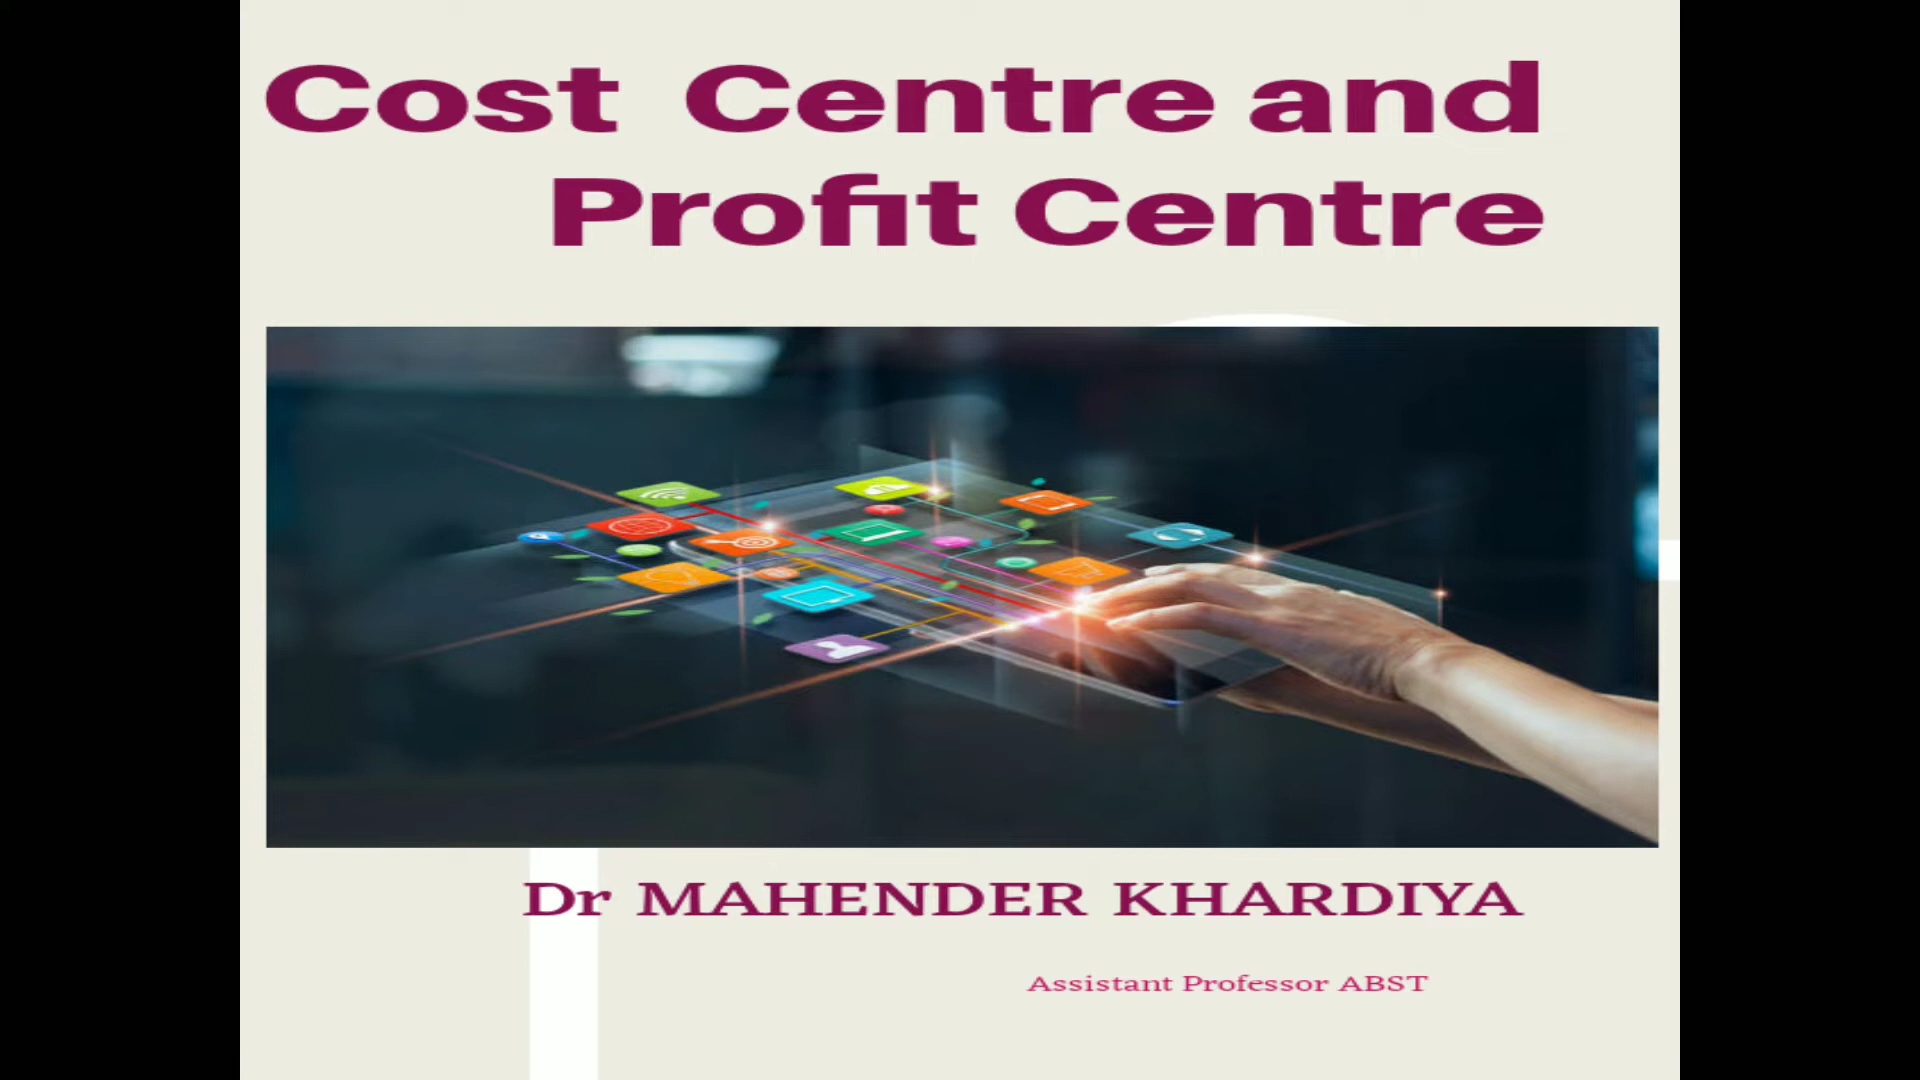 Cost Centre and
Profit Centre
Dr MAHENDER KHARDIYA
Assistant Professor ABST